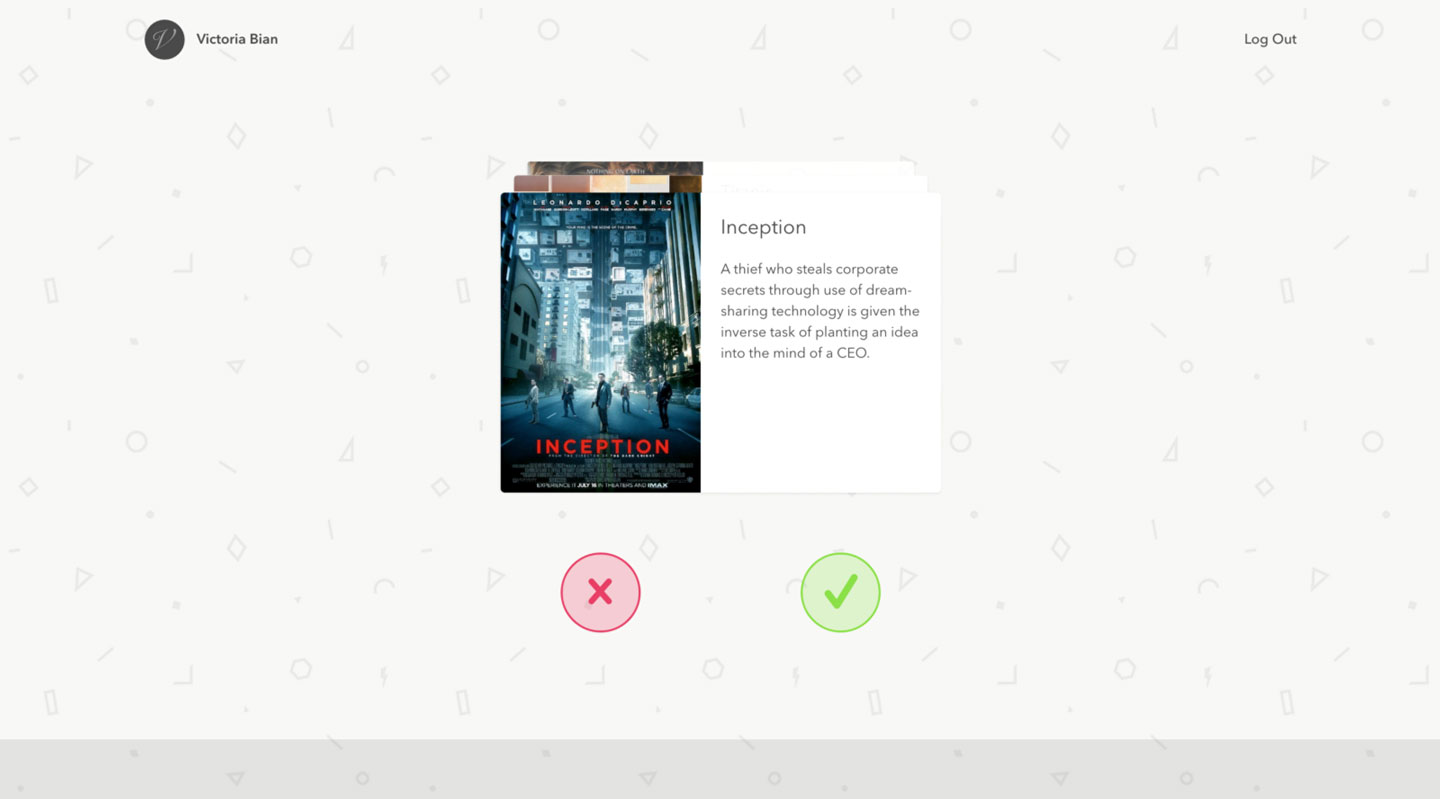 Victoria Bian
Log Out
NOTHING ON EARTH
Titanic
LEONARDO DiCAPRIO
YOUR MIND IS THE SCENE OF THE CRIME.
Inception
A thief who steals corporate
secrets through use of dream-
sharing technology is given the
inverse task of planting an idea
into the mind of a CEO.
INCEPTION
FROM THE DIRECTOR OF THE DARK KNIGHT
EXPERIENCE IT JULY 16 IN THEATERS AND IMAX